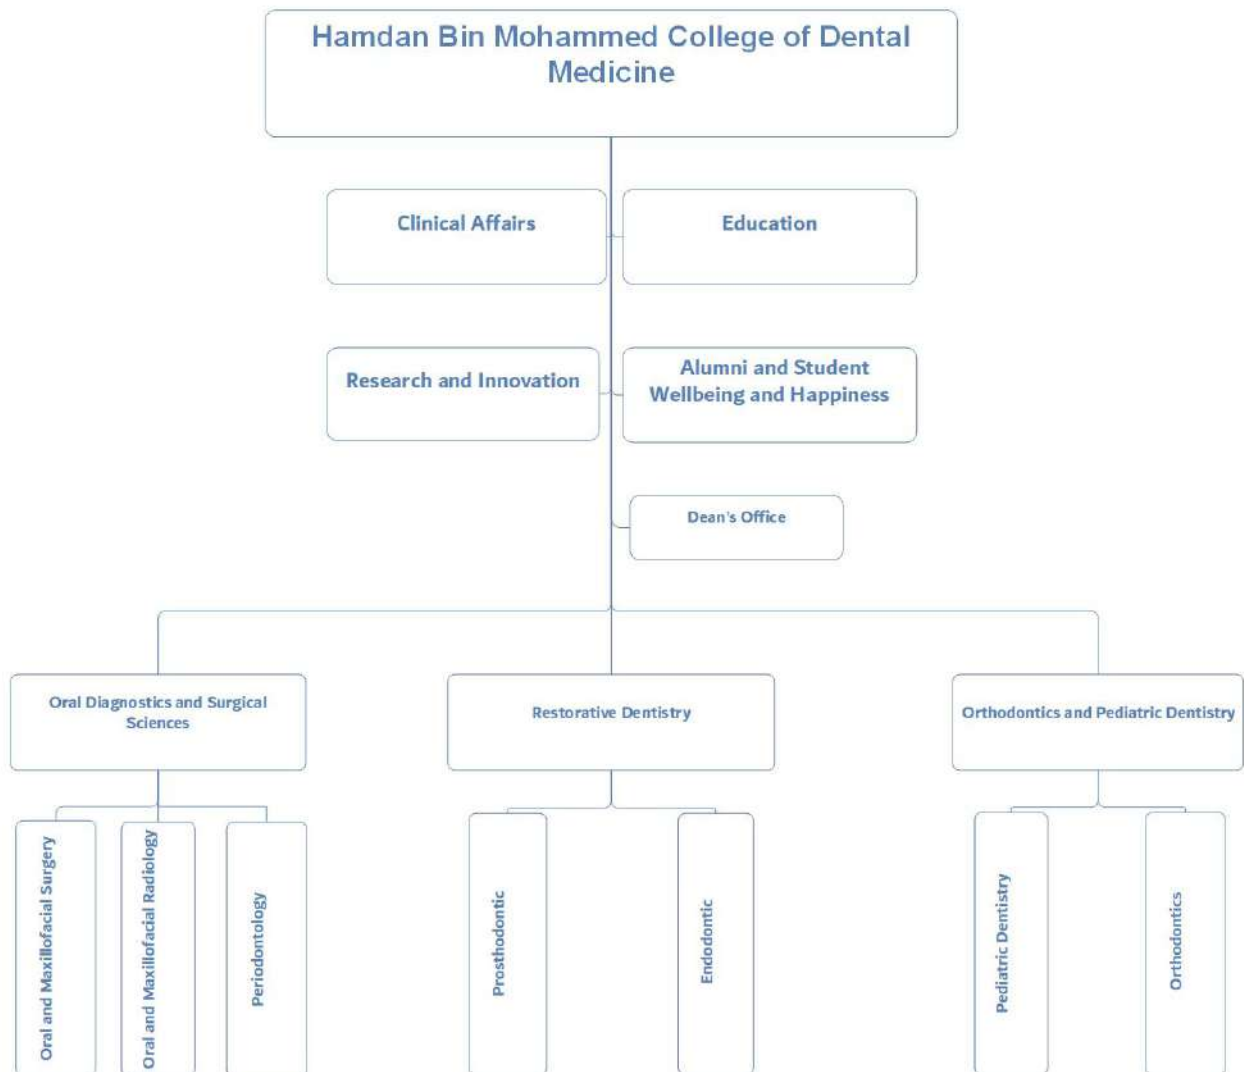 Hamdan Bin Mohammed College of Dental
Medicine
Clinical Affairs
Education
Research and Innovation
Alumni and Student
Wellbeing and Happiness
Dean's Office
Oral Diagnostics and Surgical
Sciences
Restorative Dentistry
Orthodontics and Pediatric Dentistry
Oral and Maxillofacial Surgery
Oral and Maxillofacial Radiology
Periodontology
Prosthodontic
Endodontic
Pediatric Dentistry
Orthodontics